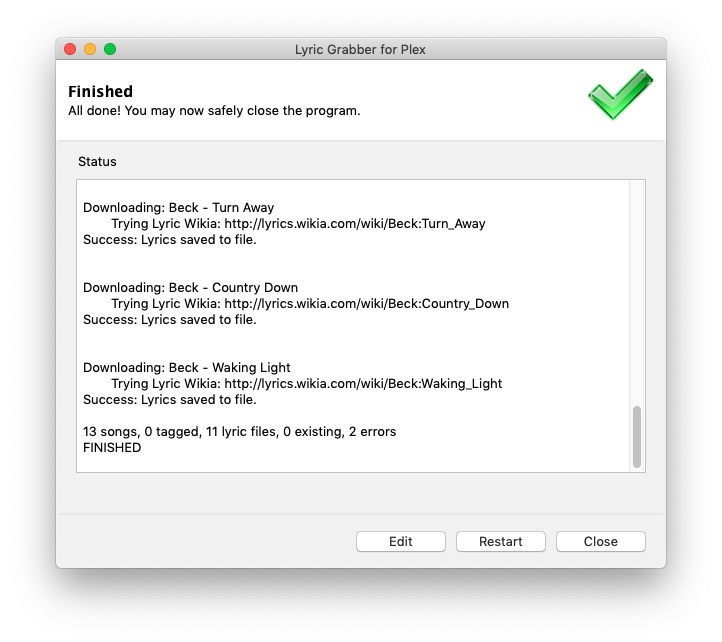 Lyric Grabber for Plex
Finished
All done! You may now safely close the program.
Status
Downloading: Beck - Turn Away
Trying Lyric Wikia: http://lyrics.wikia.com/wiki/Beck:Turn_Away
Success: Lyrics saved to file.
Downloading: Beck - Country Down
Trying Lyric Wikia: http://lyrics.wikia.com/wiki/Beck:Country_Down
Success: Lyrics saved to file.
Downloading: Beck - Waking Light
Trying Lyric Wikia: http://lyrics.wikia.com/wiki/Beck:Waking_Light
Success: Lyrics saved to file.
13 songs, 0 tagged, 11 lyric files, 0 existing, 2 errors
FINISHED
Edit Restart Close